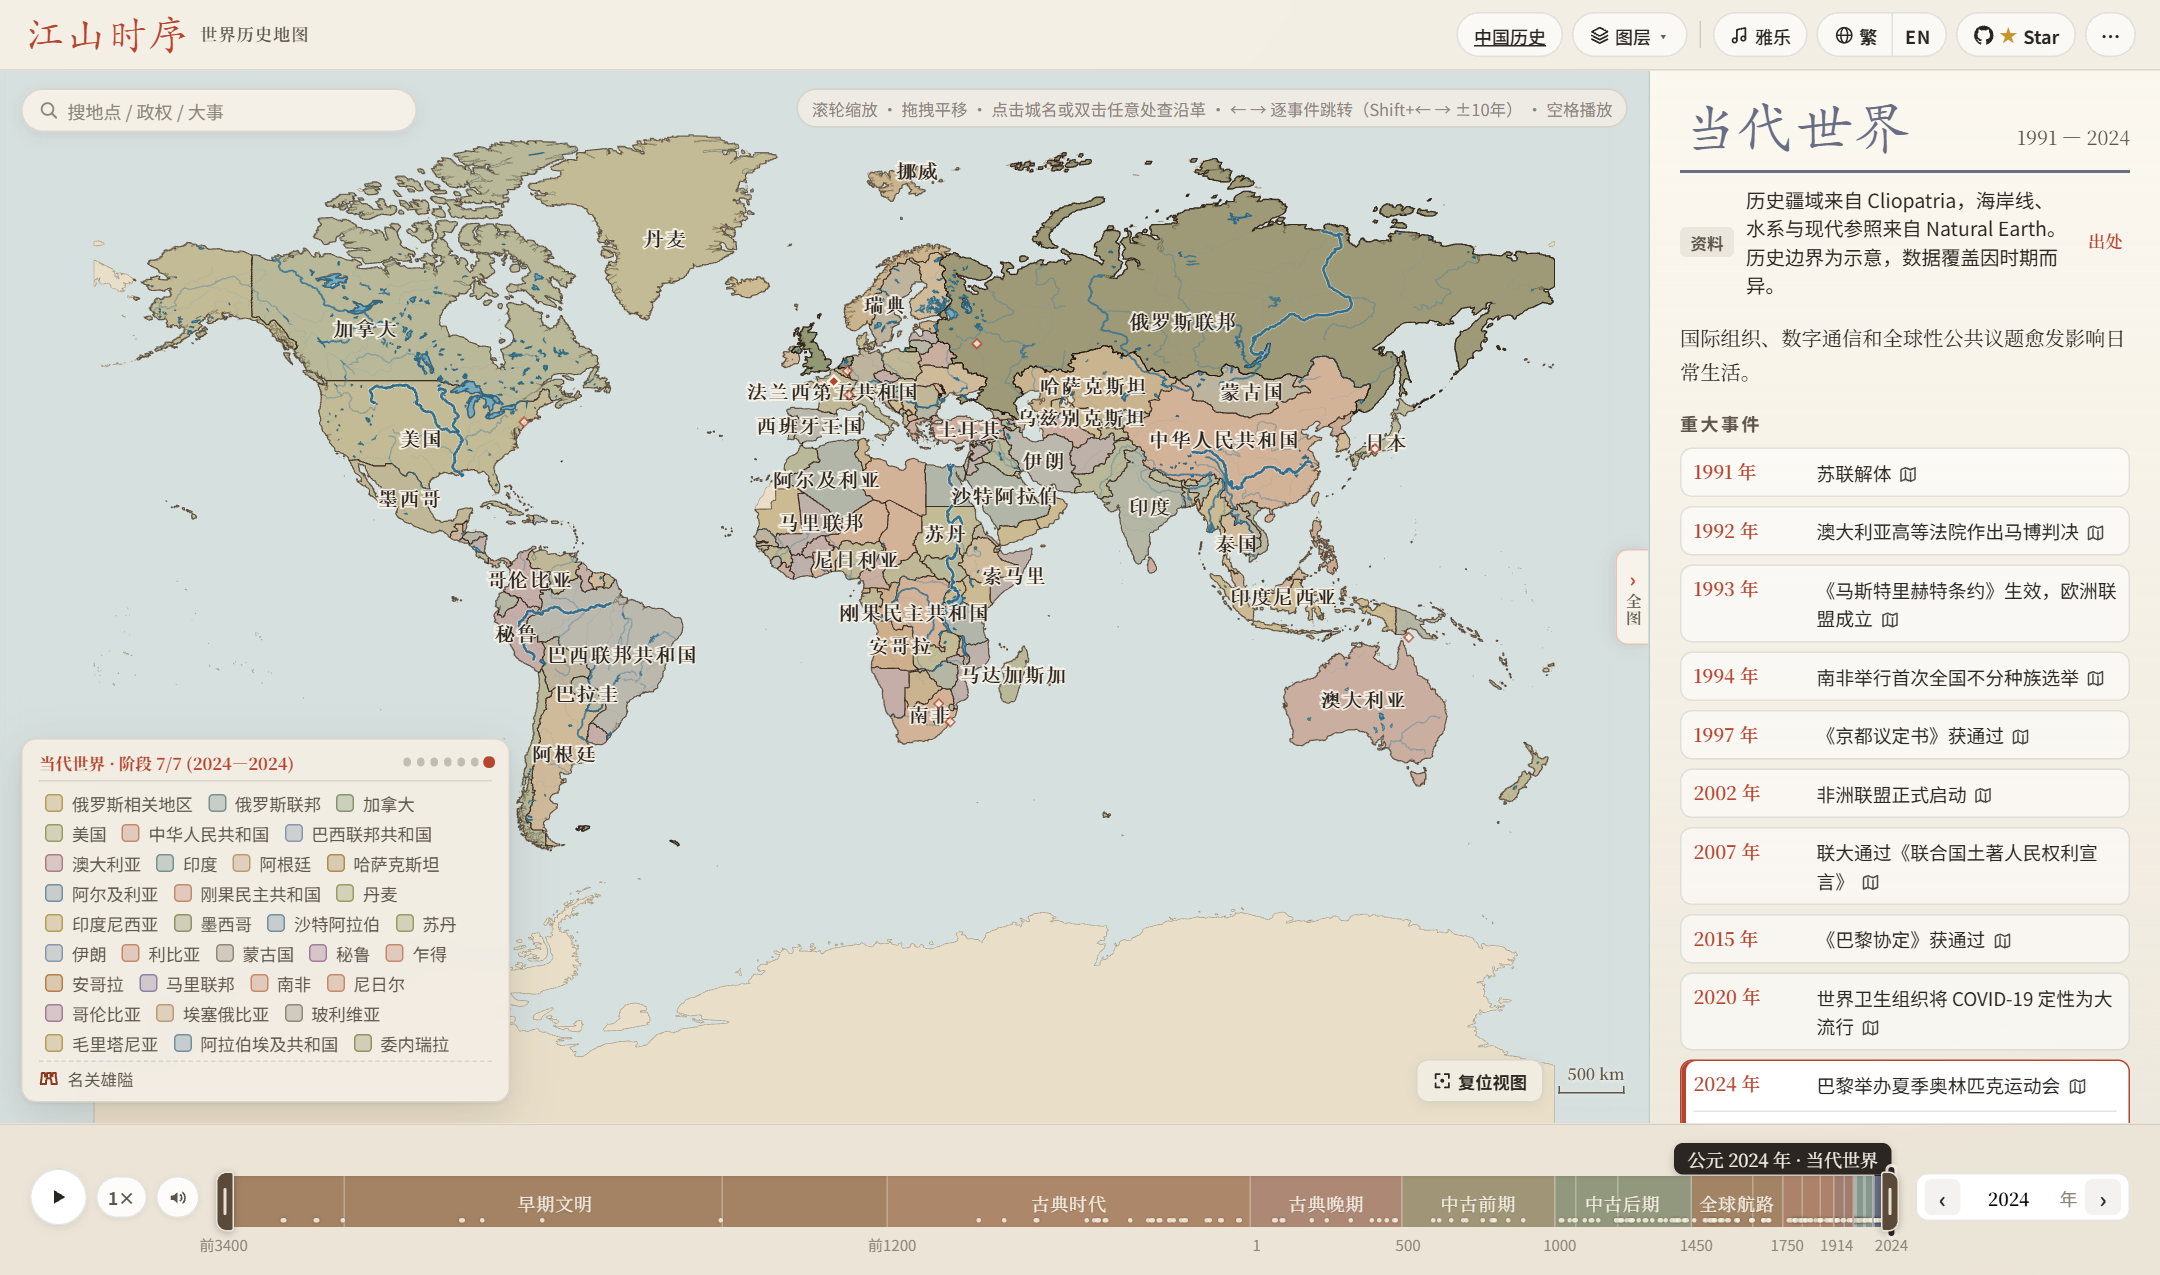 江山时序 世界历史地图
中国历史 图层 雅乐 繁 EN Star
搜地点 / 政权 / 大事
滚轮缩放 · 拖拽平移 · 点击城名或双击任意处查沿革 · ←→ 逐事件跳转（Shift+←→ ±10年） · 空格播放
挪威
丹麦
瑞典
加拿大
俄罗斯联邦
法兰西第五共和国
哈萨克斯坦
蒙古国
西班牙王国
乌兹别克斯坦
土耳其
美国
中华人民共和国
日本
伊朗
阿尔及利亚
墨西哥
沙特阿拉伯
印度
马里联邦
苏丹
泰国
尼日利亚
哥伦比亚
索马里
印度尼西亚
刚果民主共和国
秘鲁
安哥拉
巴西联邦共和国
马达加斯加
巴拉圭
澳大利亚
南非
阿根廷
全图
当代世界 · 阶段 7/7 (2024—2024)
俄罗斯相关地区 俄罗斯联邦 加拿大
美国 中华人民共和国 巴西联邦共和国
澳大利亚 印度 阿根廷 哈萨克斯坦
阿尔及利亚 刚果民主共和国 丹麦
印度尼西亚 墨西哥 沙特阿拉伯 苏丹
伊朗 利比亚 蒙古国 秘鲁 乍得
安哥拉 马里联邦 南非 尼日尔
哥伦比亚 埃塞俄比亚 玻利维亚
毛里塔尼亚 阿拉伯埃及共和国 委内瑞拉
名关雄隘
复位视图
500 km
当代世界 1991 — 2024
资料
历史疆域来自 Cliopatria，海岸线、
水系与现代参照来自 Natural Earth。
历史边界为示意，数据覆盖因时期而
异。
出处
国际组织、数字通信和全球性公共议题愈发影响日
常生活。
重大事件
1991 年 苏联解体
1992 年 澳大利亚高等法院作出马博判决
1993 年 《马斯特里赫特条约》生效，欧洲联
盟成立
1994 年 南非举行首次全国不分种族选举
1997 年 《京都议定书》获通过
2002 年 非洲联盟正式启动
2007 年 联大通过《联合国土著人民权利宣
言》
2015 年 《巴黎协定》获通过
2020 年 世界卫生组织将 COVID-19 定性为大
流行
2024 年 巴黎举办夏季奥林匹克运动会
公元 2024 年 · 当代世界
1×
早期文明 古典时代 古典晚期 中古前期 中古后期 全球航路
‹ 2024 年 ›
前3400 前1200 1 500 1000 1450 1750 1914 2024